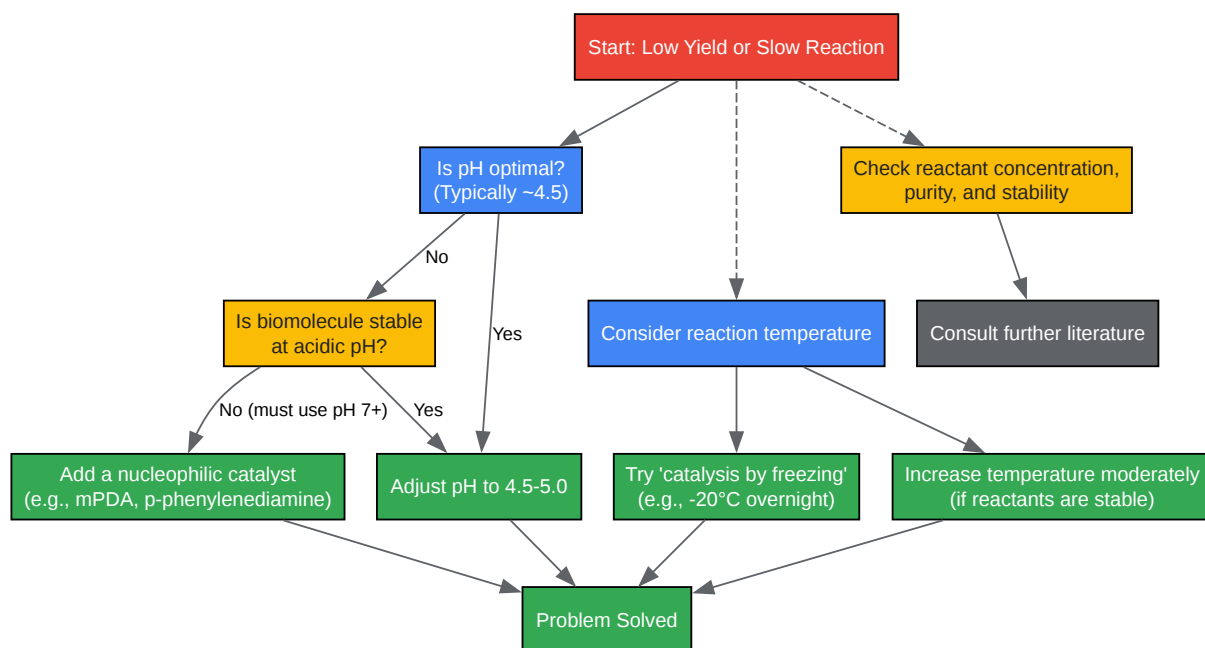 Start: Low Yield or Slow Reaction
Is pH optimal?
(Typically ~4.5)
Check reactant concentration,
purity, and stability
No
Is biomolecule stable
at acidic pH?
Yes
Consider reaction temperature
Consult further literature
No (must use pH 7+)
Yes
Add a nucleophilic catalyst
(e.g., mPDA, p-phenylenediamine)
Adjust pH to 4.5-5.0
Try 'catalysis by freezing'
(e.g., -20°C overnight)
Increase temperature moderately
(if reactants are stable)
Problem Solved